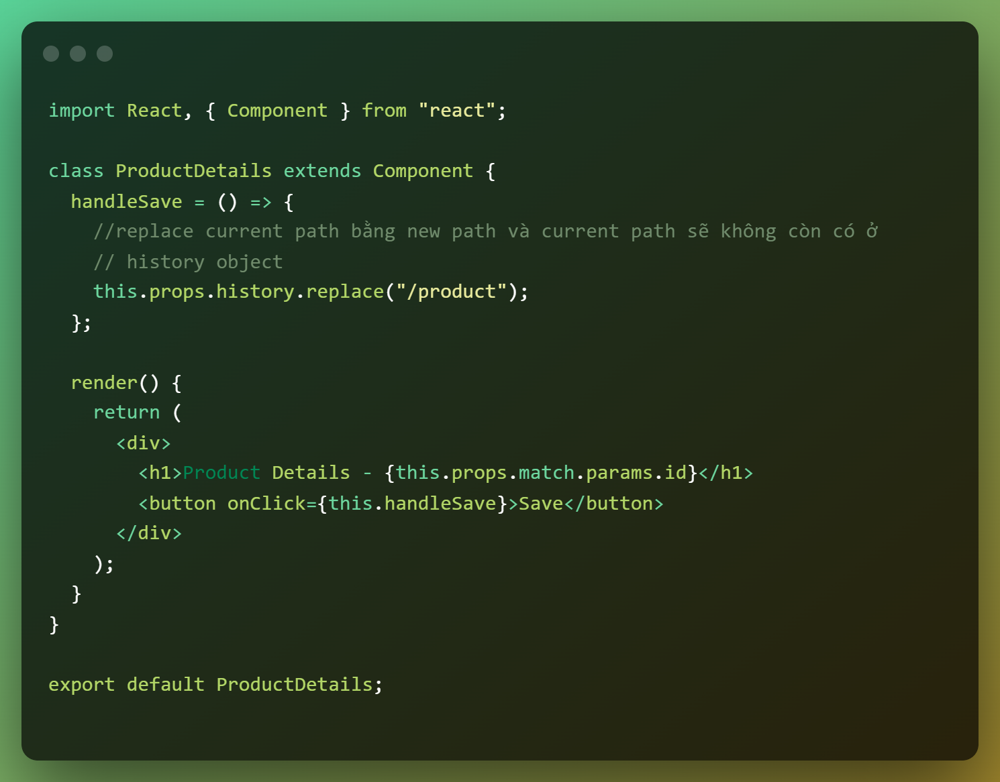 import React, { Component } from "react";
class ProductDetails extends Component {
handleSave = () => {
//replace current path bằng new path và current path sẽ không còn có ở
// history object
this.props.history.replace("/product");
};
render() {
return (
<div>
<h1>Product Details - {this.props.match.params.id}</h1>
<button onClick={this.handleSave}>Save</button>
</div>
);
}
}
export default ProductDetails;